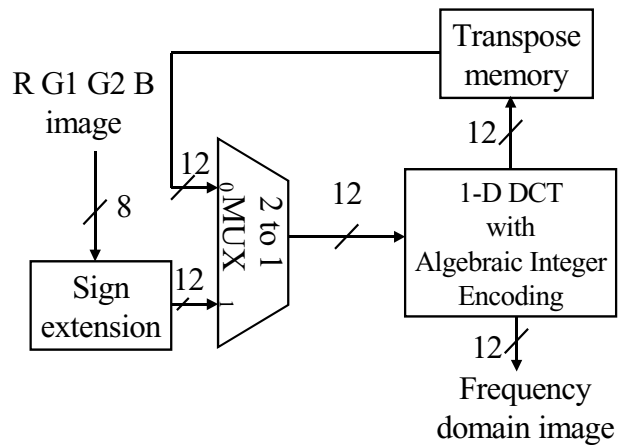 Transpose
memory
R G1 G2 B
image
12
12
8
0
2 to 1
MUX
1
12
1-D DCT
with
Algebraic Integer
Encoding
Sign
extension
12
12
Frequency
domain image